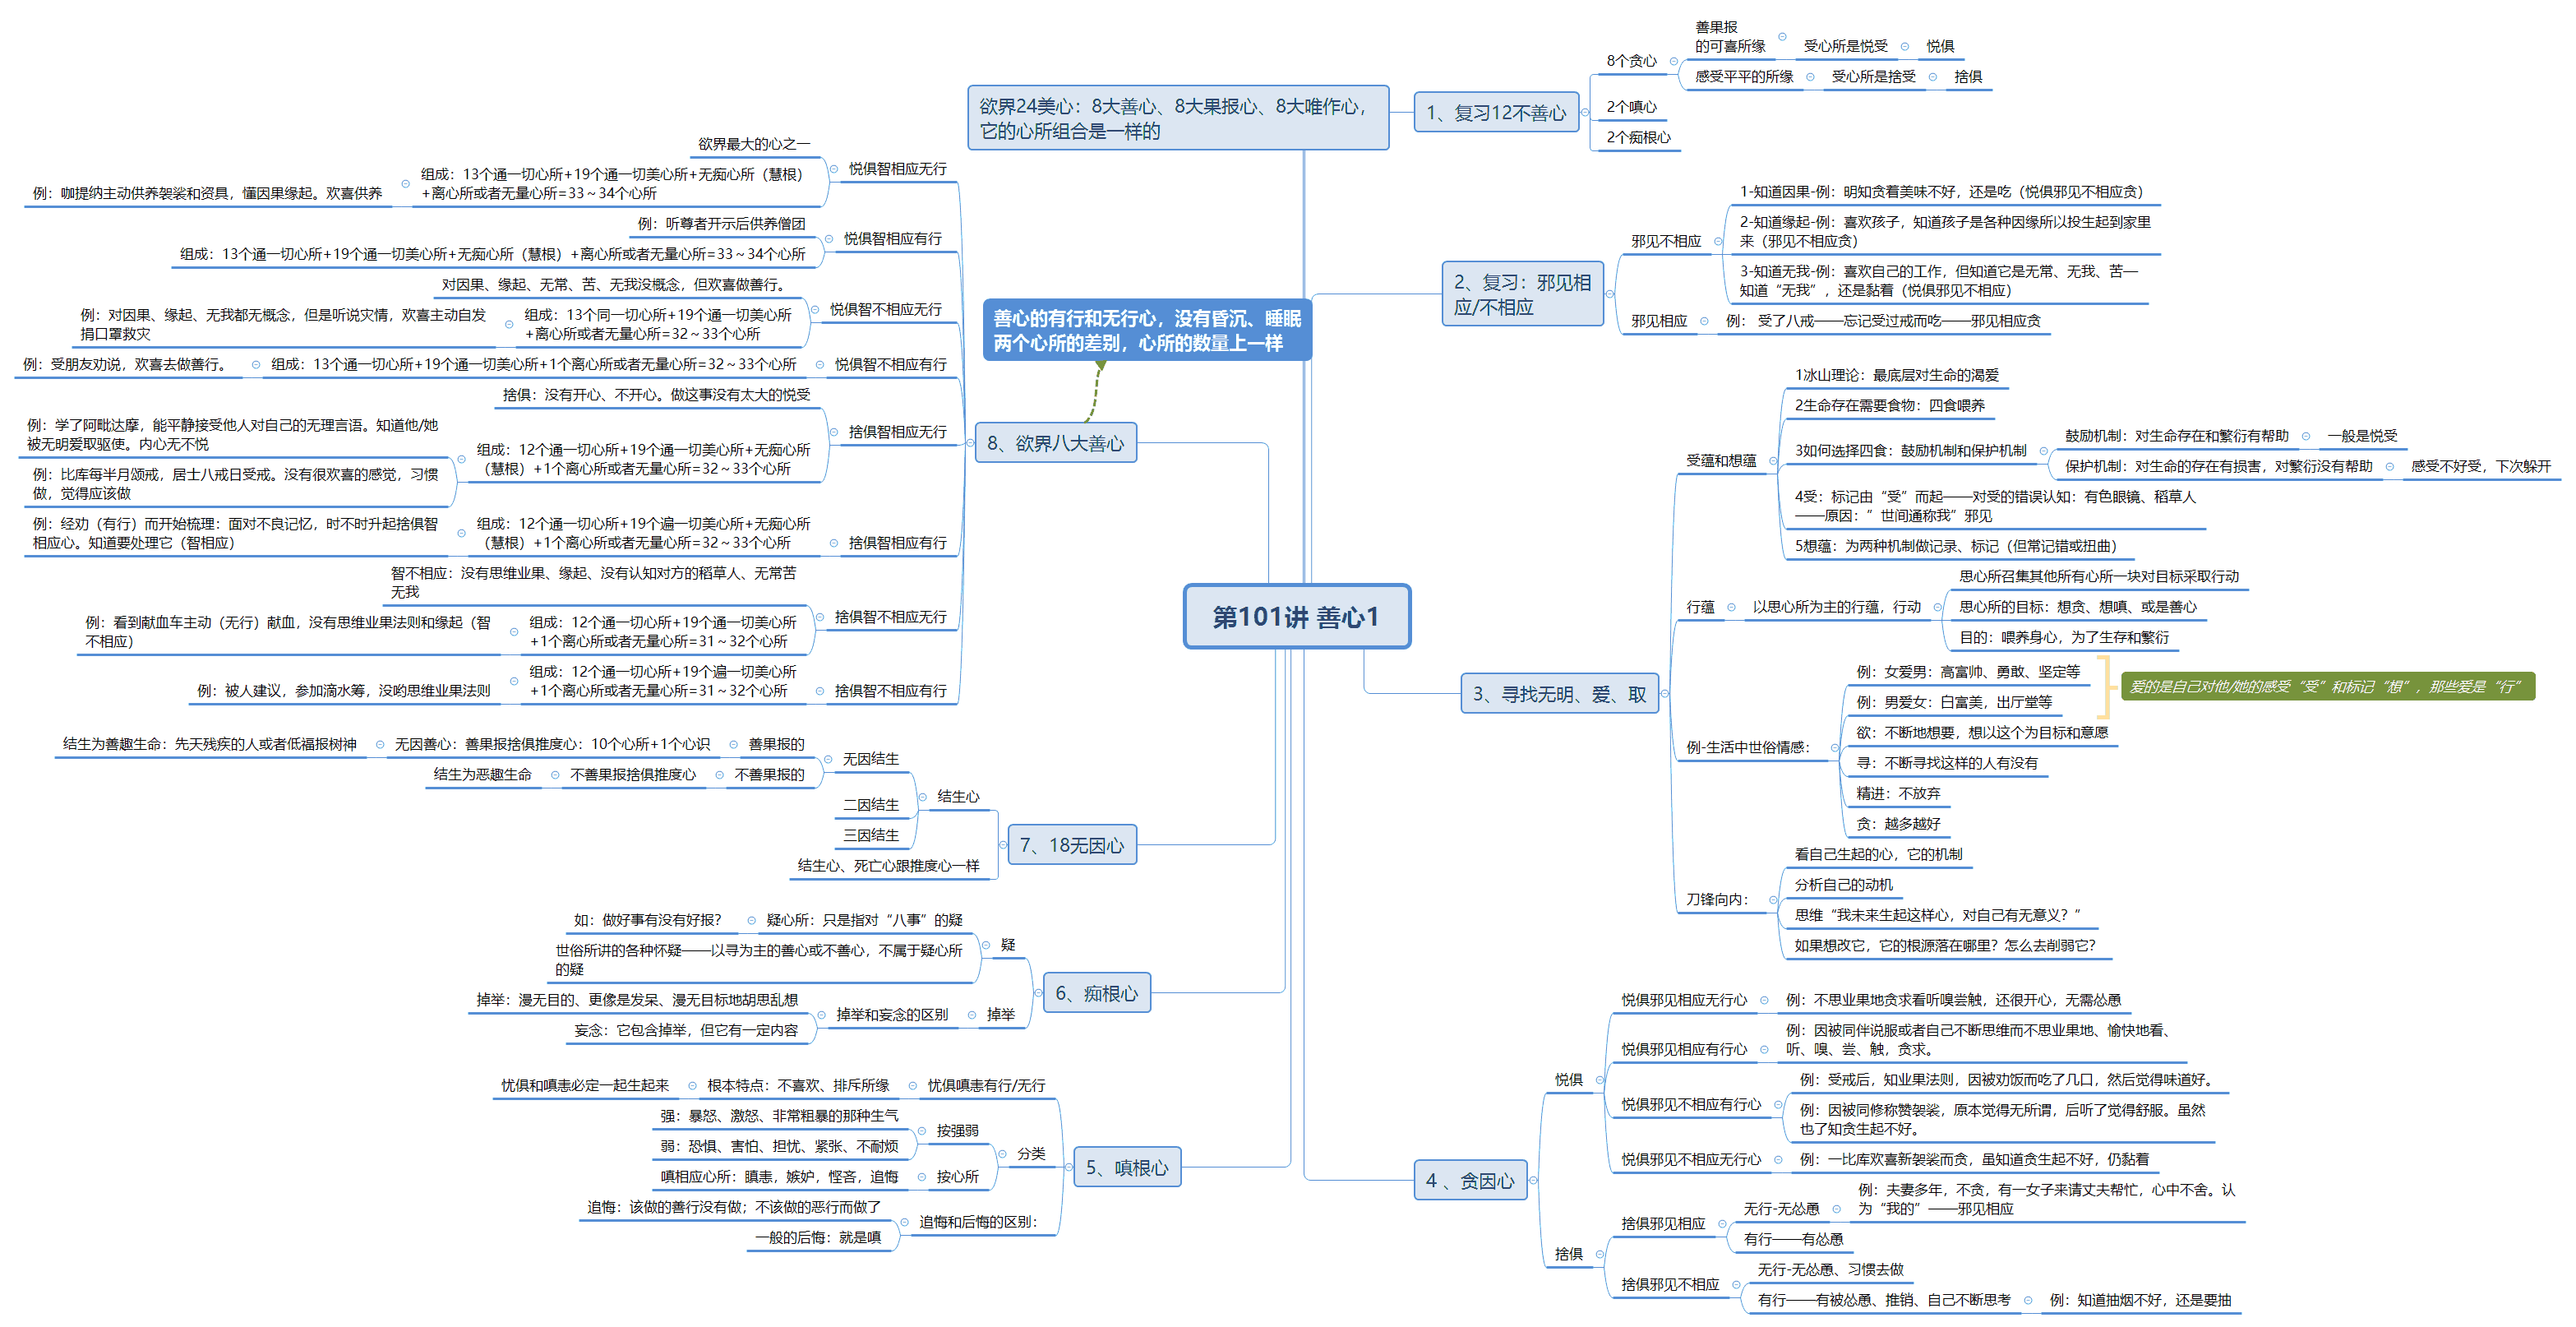 第101讲 善心1
欲界24美心：8大善心、8大果报心、8大唯作心，
它的心所组合是一样的
1、复习12不善心
8个贪心
善果报
的可喜所缘
受心所是悦受
悦俱
感受平平的所缘
受心所是捨受
捨俱
2个嗔心
2个痴根心
2、复习：邪见相
应/不相应
邪见不相应
1-知道因果-例：明知贪着美味不好，还是吃（悦俱邪见不相应贪）
2-知道缘起-例：喜欢孩子，知道孩子是各种因缘所以投生起到家里
来（邪见不相应贪）
3-知道无我-例：喜欢自己的工作，但知道它是无常、无我、苦—
知道“无我”，还是黏着（悦俱邪见不相应）
邪见相应
例： 受了八戒——忘记受过戒而吃——邪见相应贪
3、寻找无明、爱、取
受蕴和想蕴
1冰山理论：最底层对生命的渴爱
2生命存在需要食物：四食喂养
3如何选择四食：鼓励机制和保护机制
鼓励机制：对生命存在和繁衍有帮助
一般是悦受
保护机制：对生命的存在有损害，对繁衍没有帮助
感受不好受，下次躲开
4受：标记由“受”而起——对受的错误认知：有色眼镜、稻草人
——原因：”世间通称我”邪见
5想蕴：为两种机制做记录、标记（但常记错或扭曲）
行蕴
以思心所为主的行蕴，行动
思心所召集其他所有心所一块对目标采取行动
思心所的目标：想贪、想嗔、或是善心
目的：喂养身心，为了生存和繁衍
例-生活中世俗情感：
例：女爱男：高富帅、勇敢、坚定等
例：男爱女：白富美，出厅堂等
爱的是自己对他/她的感受“受”和标记“想”，那些爱是“行”
欲：不断地想要，想以这个为目标和意愿
寻：不断寻找这样的人有没有
精进：不放弃
贪：越多越好
刀锋向内：
看自己生起的心，它的机制
分析自己的动机
思维“我未来生起这样心，对自己有无意义？”
如果想改它，它的根源落在哪里？怎么去削弱它？
4 、贪因心
悦俱
悦俱邪见相应无行心
例：不思业果地贪求看听嗅尝触，还很开心，无需怂恿
悦俱邪见相应有行心
例：因被同伴说服或者自己不断思维而不思业果地、愉快地看、
听、嗅、尝、触，贪求。
悦俱邪见不相应有行心
例：受戒后，知业果法则，因被劝饭而吃了几口，然后觉得味道好。
例：因被同修称赞袈裟，原本觉得无所谓，后听了觉得舒服。虽然
也了知贪生起不好。
悦俱邪见不相应无行心
例：一比库欢喜新袈裟而贪，虽知道贪生起不好，仍黏着
捨俱
捨俱邪见相应
无行-无怂恿
例：夫妻多年，不贪，有一女子来请丈夫帮忙，心中不舍。认
为“我的”——邪见相应
有行——有怂恿
捨俱邪见不相应
无行-无怂恿、习惯去做
有行——有被怂恿、推销、自己不断思考
例：知道抽烟不好，还是要抽
5、嗔根心
忧俱嗔恚有行/无行
根本特点：不喜欢、排斥所缘
忧俱和嗔恚必定一起生起来
分类
按强弱
强：暴怒、激怒、非常粗暴的那种生气
弱：恐惧、害怕、担忧、紧张、不耐烦
按心所
嗔相应心所：瞋恚，嫉妒，悭吝，追悔
追悔和后悔的区别：
追悔：该做的善行没有做；不该做的恶行而做了
一般的后悔：就是嗔
6、痴根心
疑
疑心所：只是指对“八事”的疑
如：做好事有没有好报？
世俗所讲的各种怀疑——以寻为主的善心或不善心，不属于疑心所
的疑
掉举
掉举和妄念的区别
掉举：漫无目的、更像是发呆、漫无目标地胡思乱想
妄念：它包含掉举，但它有一定内容
7、18无因心
结生心
无因结生
善果报的
无因善心：善果报捨俱推度心：10个心所+1个心识
结生为善趣生命：先天残疾的人或者低福报树神
不善果报的
不善果报捨俱推度心
结生为恶趣生命
二因结生
三因结生
结生心、死亡心跟推度心一样
8、欲界八大善心
善心的有行和无行心，没有昏沉、睡眠
两个心所的差别，心所的数量上一样
悦俱智相应无行
欲界最大的心之一
组成：13个通一切心所+19个通一切美心所+无痴心所（慧根）
+离心所或者无量心所=33～34个心所
例：咖提纳主动供养袈裟和资具，懂因果缘起。欢喜供养
悦俱智相应有行
例：听尊者开示后供养僧团
组成：13个通一切心所+19个通一切美心所+无痴心所（慧根）+离心所或者无量心所=33～34个心所
悦俱智不相应无行
对因果、缘起、无常、苦、无我没概念，但欢喜做善行。
组成：13个同一切心所+19个通一切美心所
+离心所或者无量心所=32～33个心所
例：对因果、缘起、无我都无概念，但是听说灾情，欢喜主动自发
捐口罩救灾
悦俱智不相应有行
组成：13个通一切心所+19个通一切美心所+1个离心所或者无量心所=32～33个心所
例：受朋友劝说，欢喜去做善行。
捨俱智相应无行
捨俱：没有开心、不开心。做这事没有太大的悦受
组成：12个通一切心所+19个通一切美心所+无痴心所
（慧根）+1个离心所或者无量心所=32～33个心所
例：学了阿毗达摩，能平静接受他人对自己的无理言语。知道他/她
被无明爱取驱使。内心无不悦
例：比库每半月颂戒，居士八戒日受戒。没有很欢喜的感觉，习惯
做，觉得应该做
捨俱智相应有行
组成：12个通一切心所+19个遍一切美心所+无痴心所
（慧根）+1个离心所或者无量心所=32～33个心所
例：经劝（有行）而开始梳理：面对不良记忆，时不时升起捨俱智
相应心。知道要处理它（智相应）
捨俱智不相应无行
智不相应：没有思维业果、缘起、没有认知对方的稻草人、无常苦
无我
组成：12个通一切心所+19个通一切美心所
+1个离心所或者无量心所=31～32个心所
例：看到献血车主动（无行）献血，没有思维业果法则和缘起（智
不相应）
捨俱智不相应有行
组成：12个通一切心所+19个遍一切美心所
+1个离心所或者无量心所=31～32个心所
例：被人建议，参加滴水筹，没哟思维业果法则